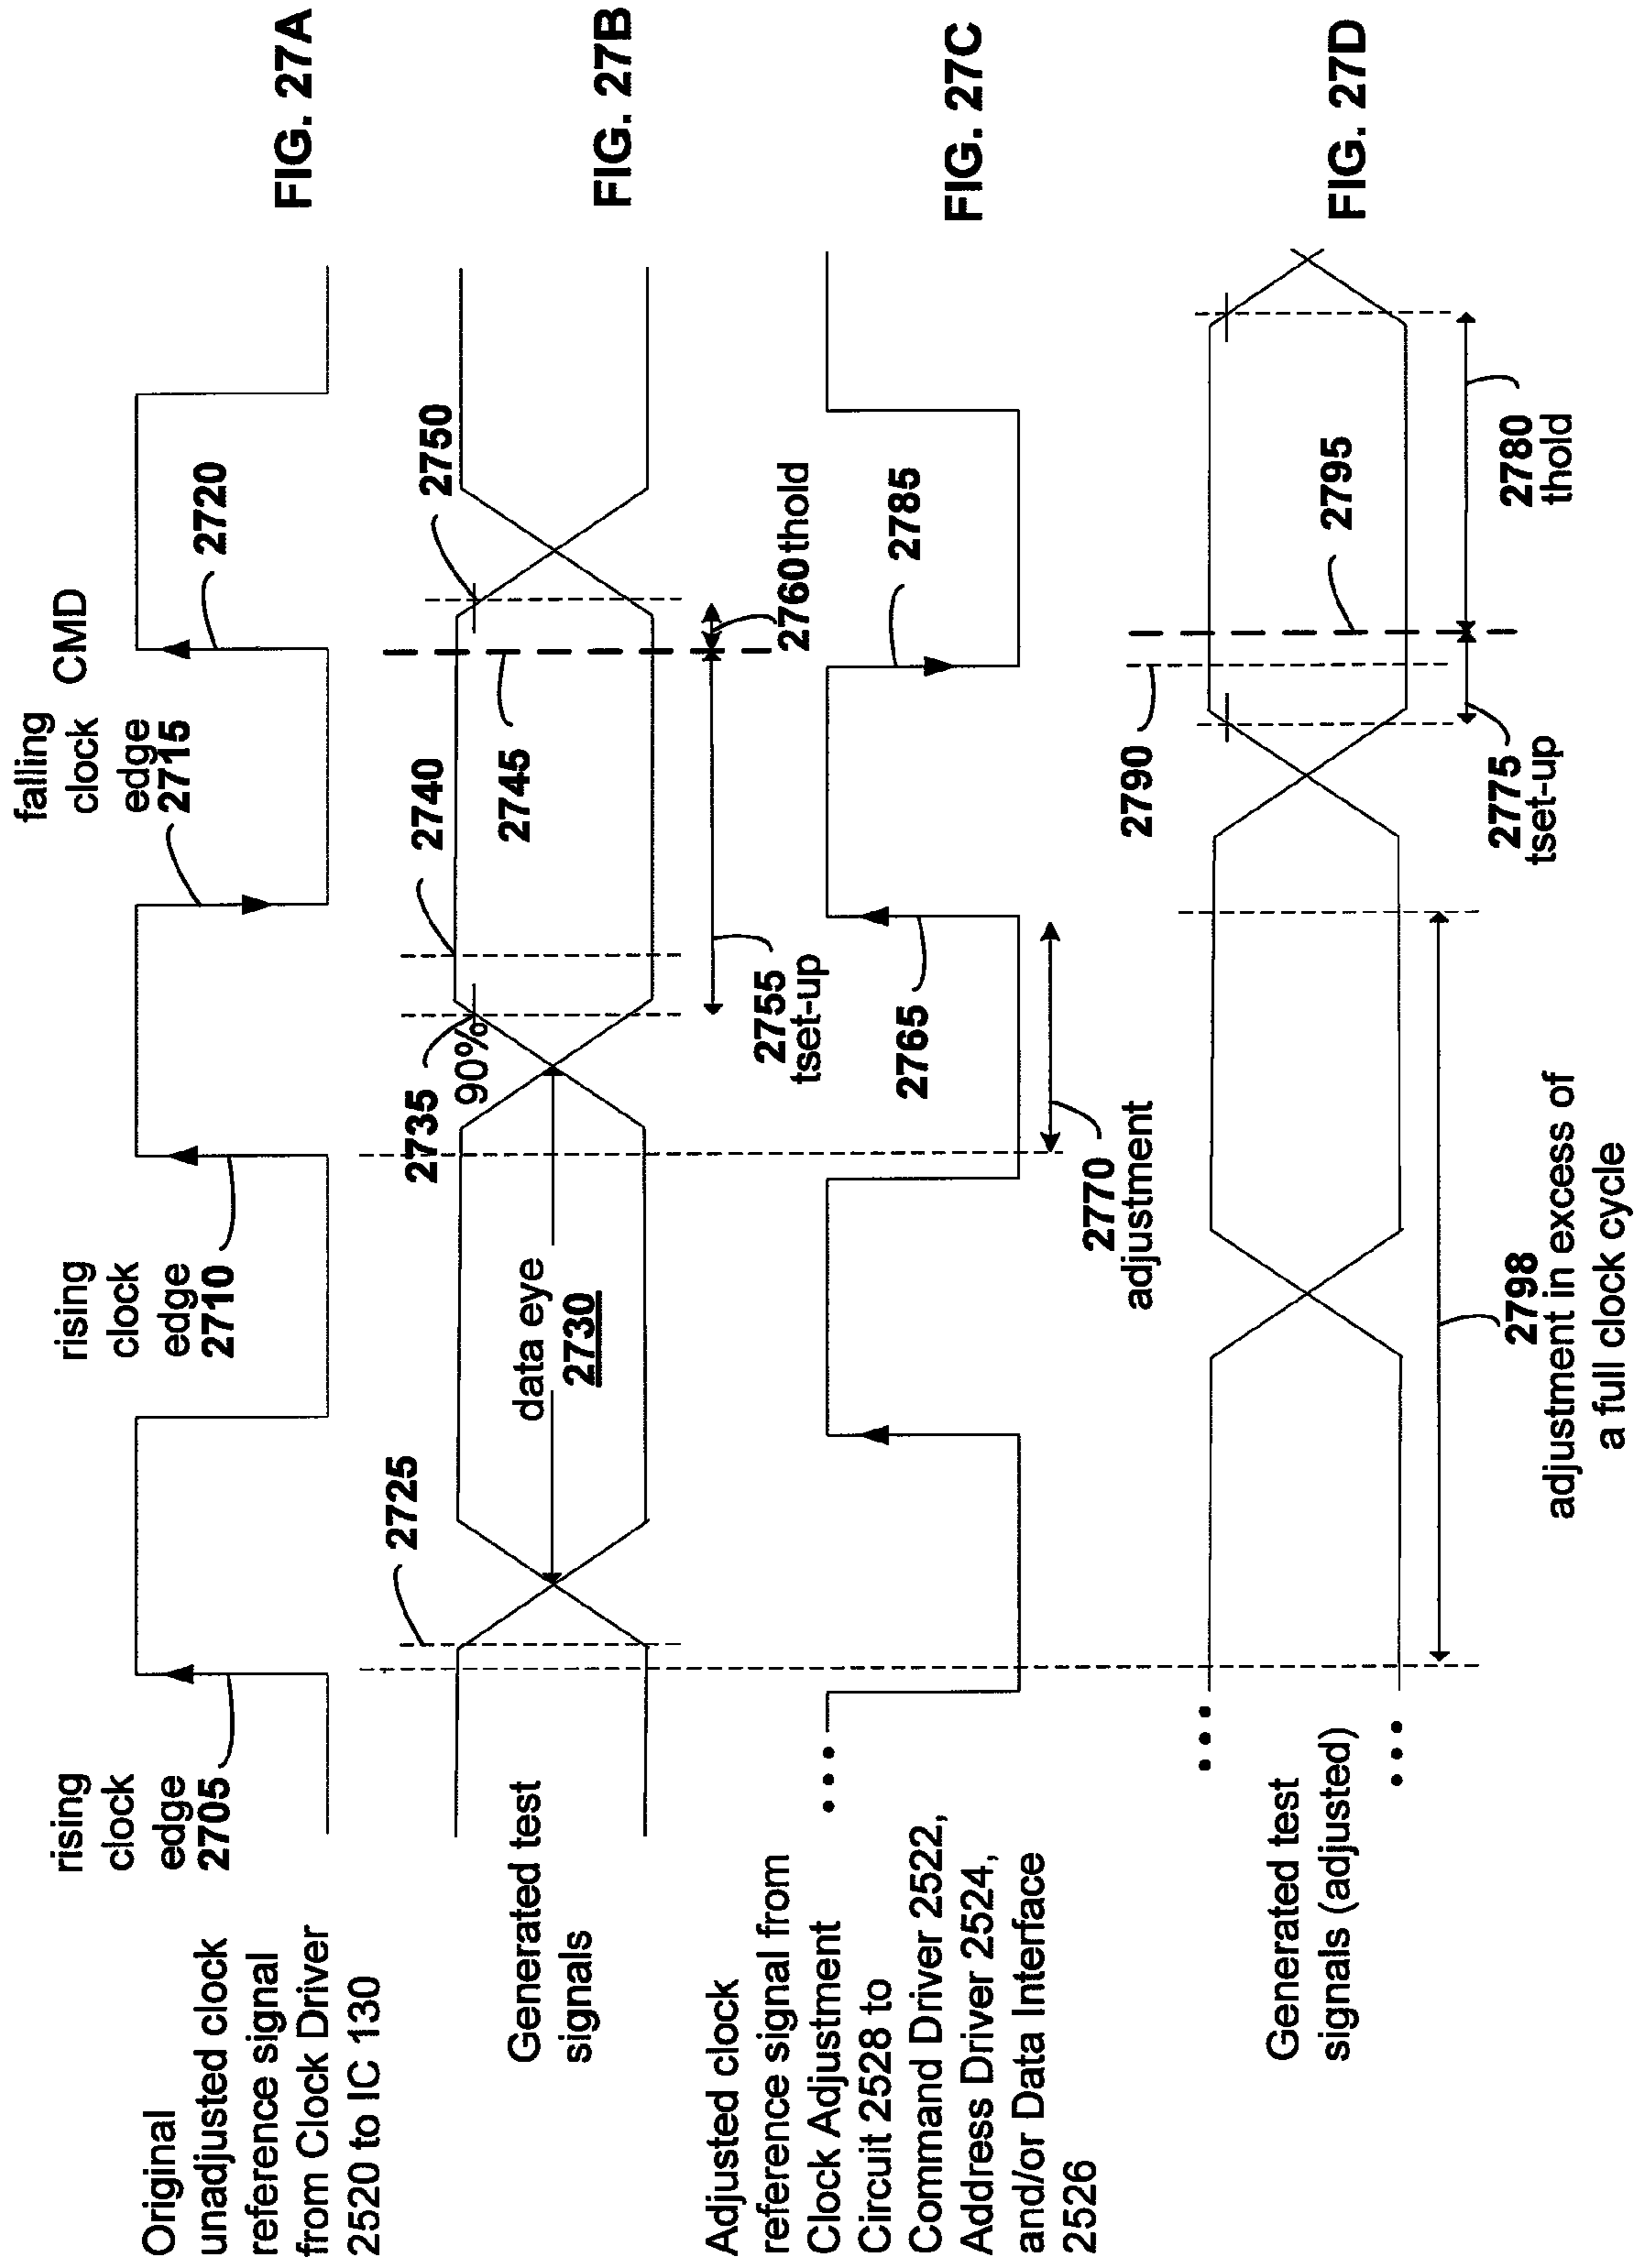 Original
unadjusted clock
reference signal
from Clock Driver
2520 to IC 130
rising
clock
edge
2705
rising
clock
edge
2710
falling
clock
edge
2715
CMD
2720
FIG. 27A
Generated test
signals
2725
data eye
2730
2735
90%
2740
2745
2750
2755
tset-up
2760 thold
FIG. 27B
Adjusted clock
reference signal from
Clock Adjustment
Circuit 2528 to
Command Driver 2522,
Address Driver 2524,
and/or Data Interface
2526
2765
2770
adjustment
2785
FIG. 27C
Generated test
signals (adjusted)
2798
adjustment in excess of
a full clock cycle
2790
2775
tset-up
2795
2780
thold
FIG. 27D